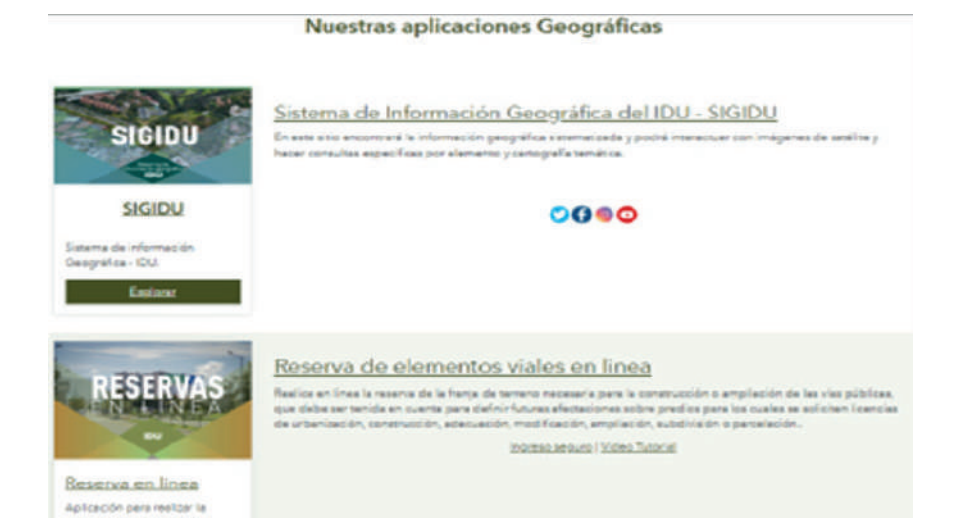 Nuestras aplicaciones Geográficas
SIGIDU
IDU
SIGIDU
Sistema de información
Geográfica - IDU.
Explorar
Sistema de Información Geográfica del IDU - SIGIDU
En este sitio encontrará la información geográfica sistematizada y podrá interactuar con imágenes de satélite y
hacer consultas específicas por elemento y cartografía temática.
RESERVAS
EN LÍNEA
IDU
Reserva en linea
Aplicación para realizar la
Reserva de elementos viales en linea
Realice en línea la reserva de la franja de terreno necesaria para la construcción o ampliación de las vías públicas,
que debe ser tenida en cuenta para definir futuras afectaciones sobre predios para los cuales se soliciten licencias
de urbanización, construcción, adecuación, modificación, ampliación, subdivisión o parcelación..
Ingreso seguro | Video Tutorial